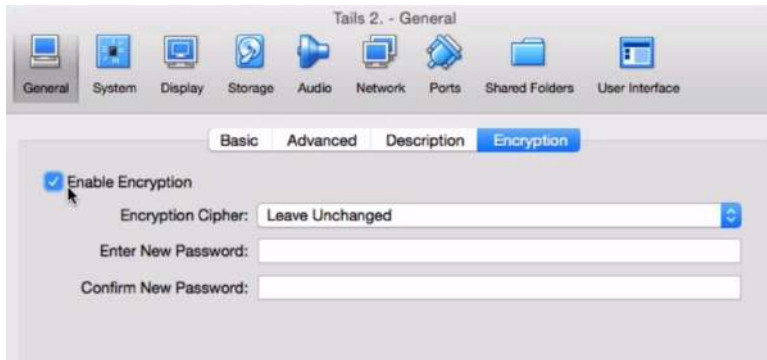 Tails 2. - General
General System Display Storage Audio Network Ports Shared Folders User Interface
Basic Advanced Description Encryption
Enable Encryption
Encryption Cipher: Leave Unchanged
Enter New Password:
Confirm New Password: